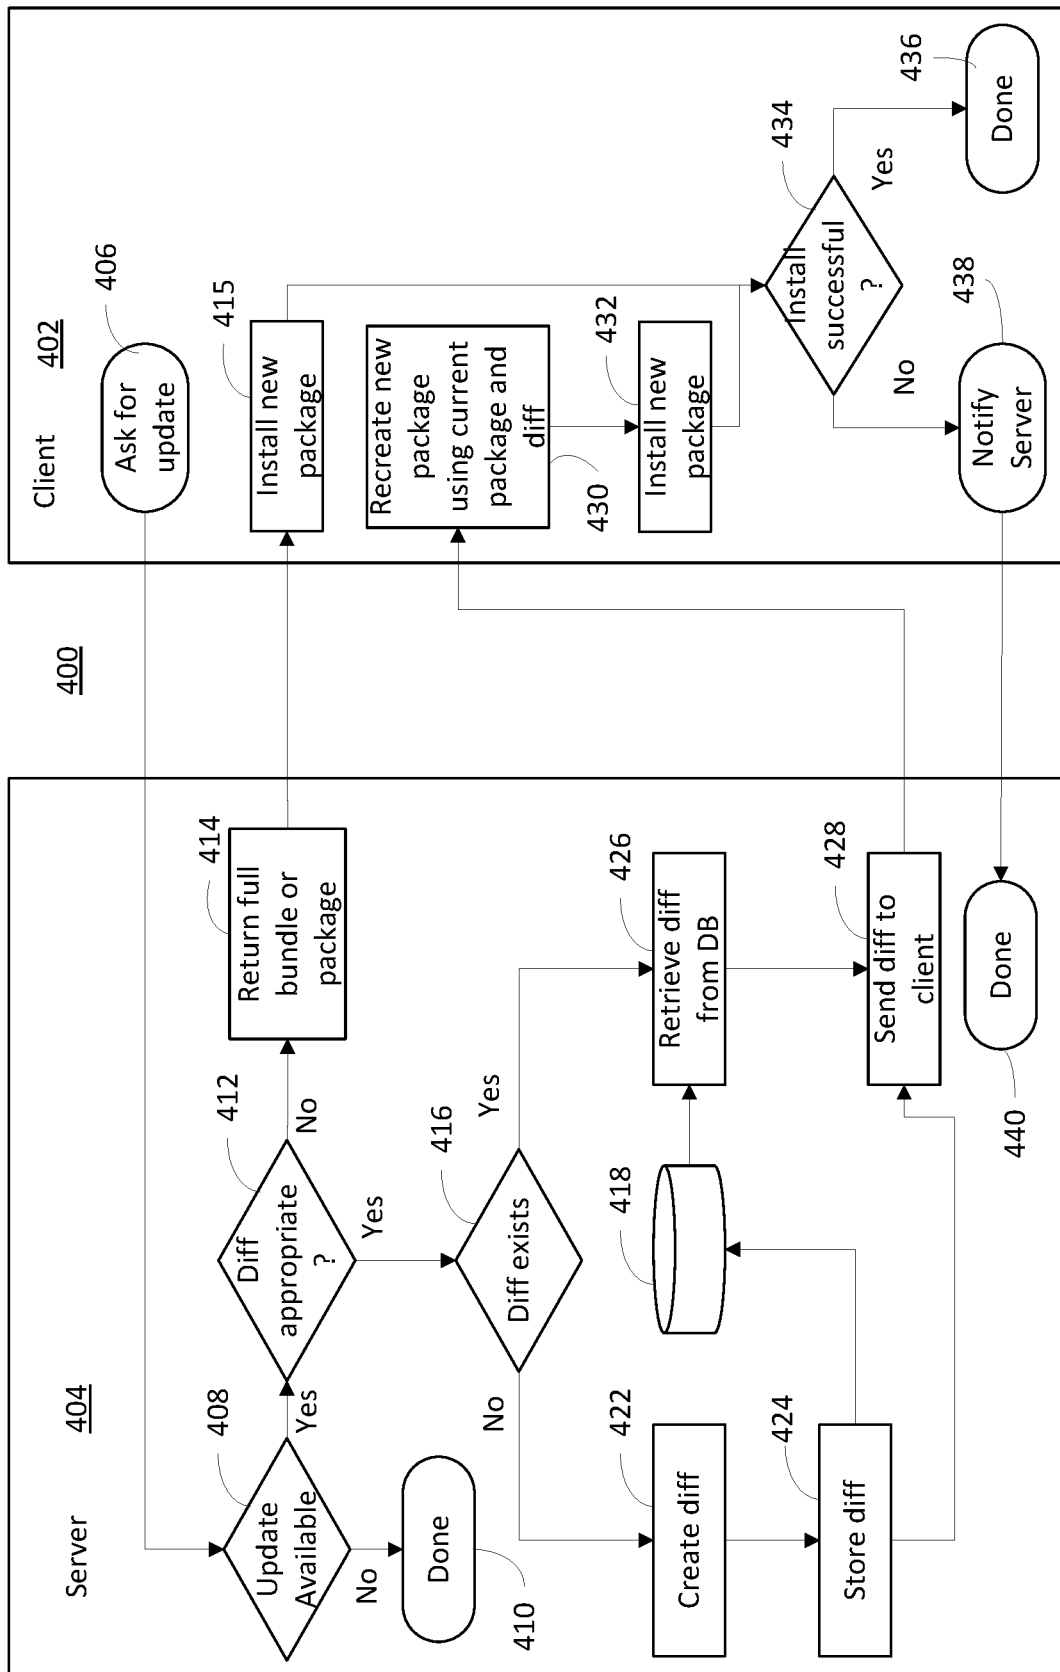 400
Server
404
Client
402
Ask for
update
406
408
Update
Available
Yes
No
Done
410
412
Diff
appropriate
?
No
Yes
414
Return full
bundle or
package
415
Install new
package
416
Diff exists
No
Yes
418
422
Create diff
424
Store diff
426
Retrieve diff
from DB
428
Send diff to
client
Recreate new
package
using current
package and
diff
430
432
Install new
package
434
Install
successful
?
Yes
No
436
Done
438
Notify
Server
Done
440